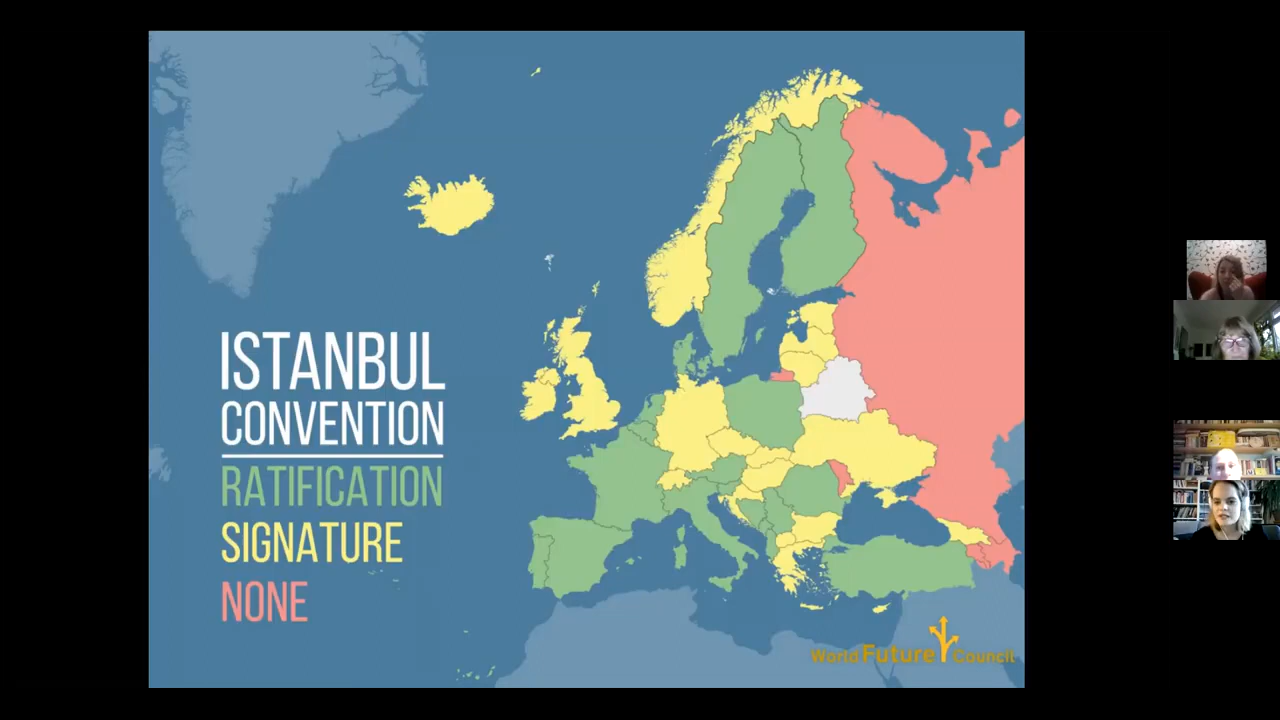 ISTANBUL
CONVENTION
RATIFICATION
SIGNATURE
NONE
World Future Council